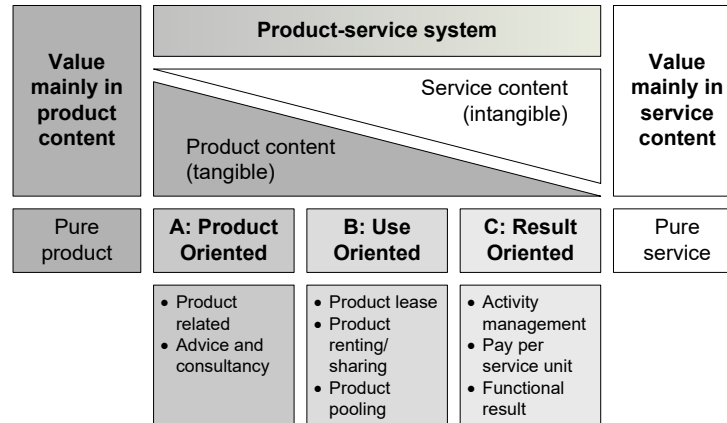 Value
mainly in
product
content
Product-service system
Service content
(intangible)
Product content
(tangible)
Value
mainly in
service
content
Pure
product
A: Product
Oriented
B: Use
Oriented
C: Result
Oriented
Pure
service
• Product
related
• Advice and
consultancy
• Product lease
• Product
renting/
sharing
• Product
pooling
• Activity
management
• Pay per
service unit
• Functional
result